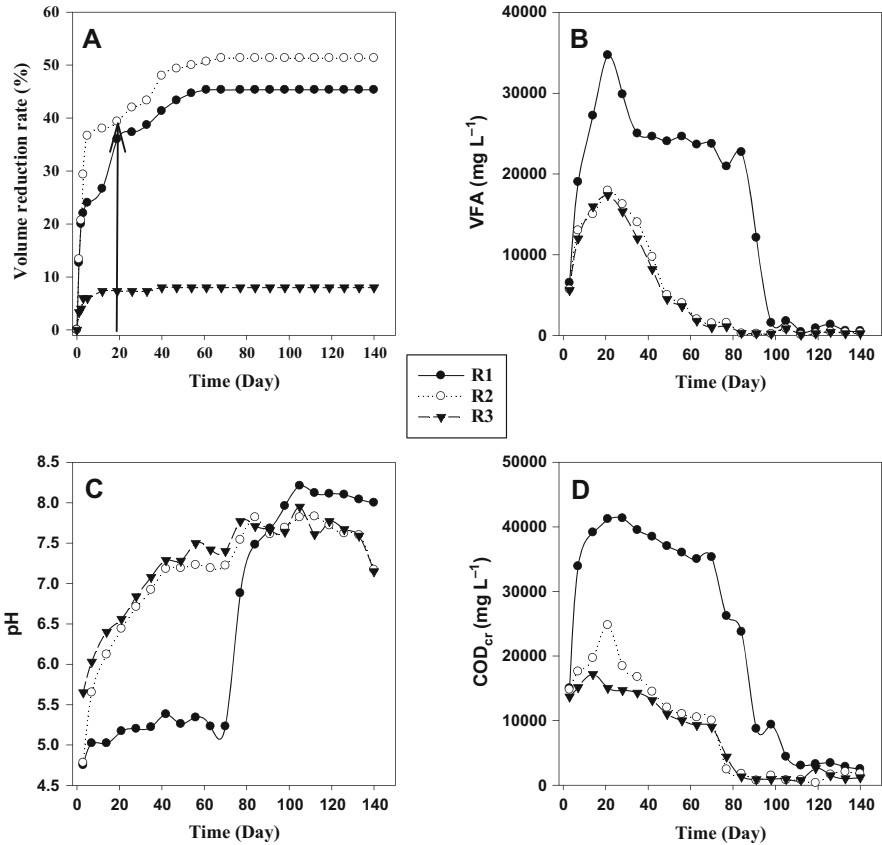 A
Volume reduction rate (%)
60
50
40
30
20
10
0
0 20 40 60 80 100 120 140
Time (Day)
B
VFA (mg L⁻¹)
40000
30000
20000
10000
0
0 20 40 60 80 100 120 140
Time (Day)
R1
R2
R3
C
pH
8.5
8.0
7.5
7.0
6.5
6.0
5.5
5.0
4.5
0 20 40 60 80 100 120 140
Time (Day)
D
COD_cr (mg L⁻¹)
50000
40000
30000
20000
10000
0
0 20 40 60 80 100 120 140
Time (Day)